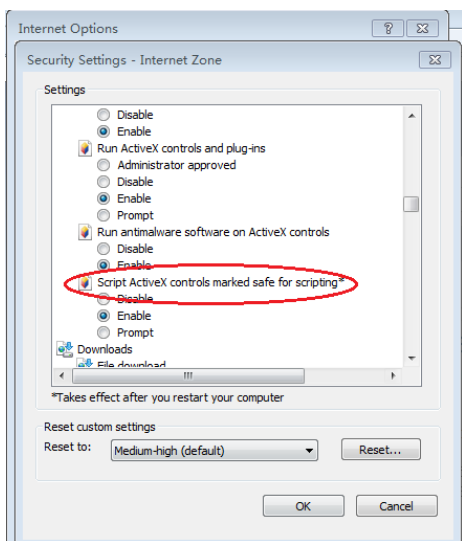 Internet Options
Security Settings - Internet Zone
Settings
Disable
Enable
Run ActiveX controls and plug-ins
Administrator approved
Disable
Enable
Prompt
Run antimalware software on ActiveX controls
Disable
Enable
Script ActiveX controls marked safe for scripting*
Disable
Enable
Prompt
Downloads
File download
*Takes effect after you restart your computer
Reset custom settings
Reset to:
Medium-high (default)
Reset...
OK
Cancel